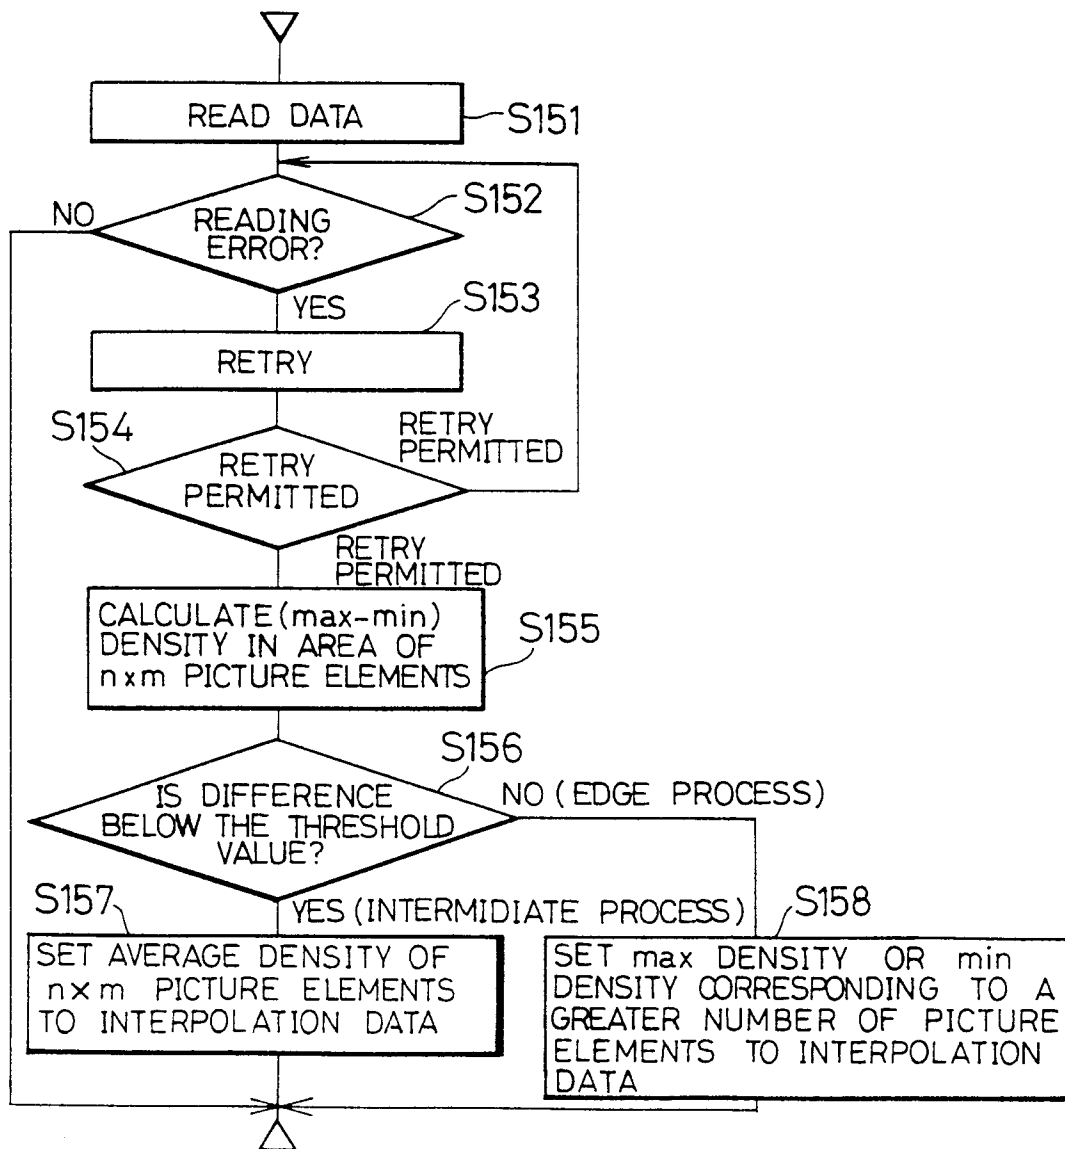 READ DATA
S151
S152
NO
READING
ERROR?
YES
S153
RETRY
S154
RETRY
PERMITTED
RETRY
PERMITTED
RETRY
PERMITTED
CALCULATE (max-min)
DENSITY IN AREA OF
n×m PICTURE ELEMENTS
S155
S156
IS DIFFERENCE
BELOW THE THRESHOLD
VALUE?
NO (EDGE PROCESS)
S157
YES (INTERMIDIATE PROCESS)
S158
SET AVERAGE DENSITY OF
n×m PICTURE ELEMENTS
TO INTERPOLATION DATA
SET max DENSITY OR min
DENSITY CORRESPONDING TO A
GREATER NUMBER OF PICTURE
ELEMENTS TO INTERPOLATION
DATA